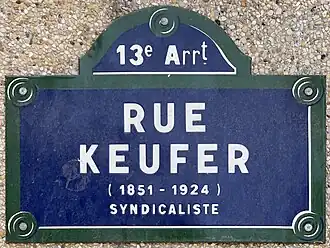 13e Arrt
RUE
KEUFER
(1851 - 1924)
SYNDICALISTE